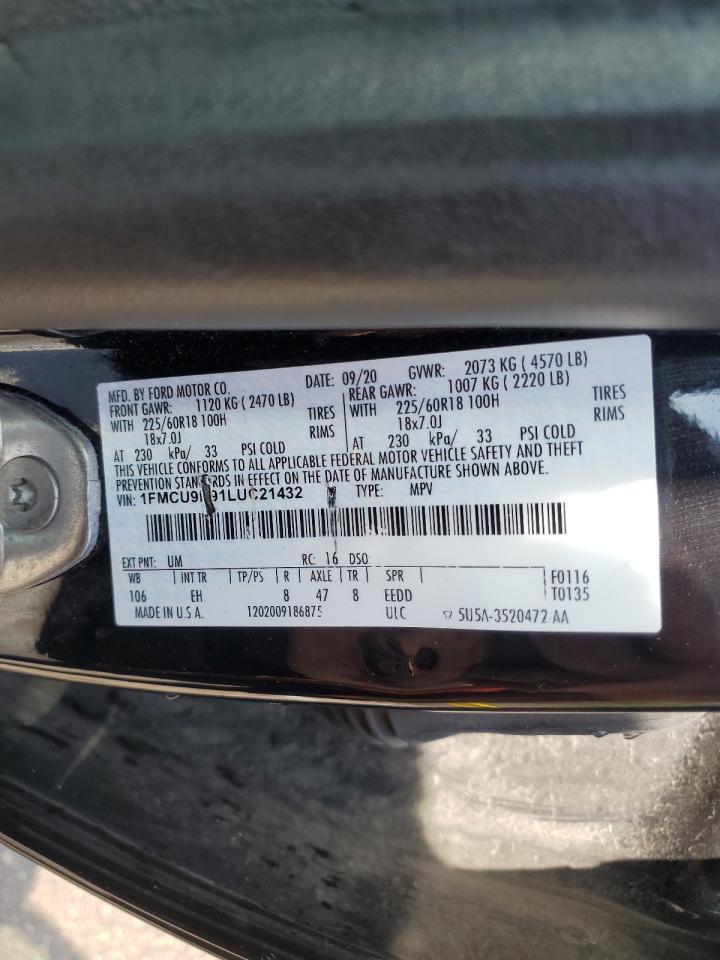 MFD. BY FORD MOTOR CO. DATE: 09/20 GVWR: 2073 KG ( 4570 LB)
FRONT GAWR: 1120 KG ( 2470 LB) REAR GAWR: 1007 KG ( 2220 LB)
WITH 225/60R18 100H TIRES WITH 225/60R18 100H TIRES
18x7.0J RIMS 18x7.0J RIMS
AT 230 kPa/ 33 PSI COLD AT 230 kPa/ 33 PSI COLD
THIS VEHICLE CONFORMS TO ALL APPLICABLE FEDERAL MOTOR VEHICLE SAFETY AND THEFT
PREVENTION STANDARDS IN EFFECT ON THE DATE OF MANUFACTURE SHOWN ABOVE.
VIN: TYPE: MPV
EXT PNT: UM RC: 16 DSO
WB INT TR TP/PS R AXLE TR SPR F0116
106 EH 8 47 8 EEDD T0135
MADE IN U.S.A. 120200918687S ULC 5U5A-3520472 AA